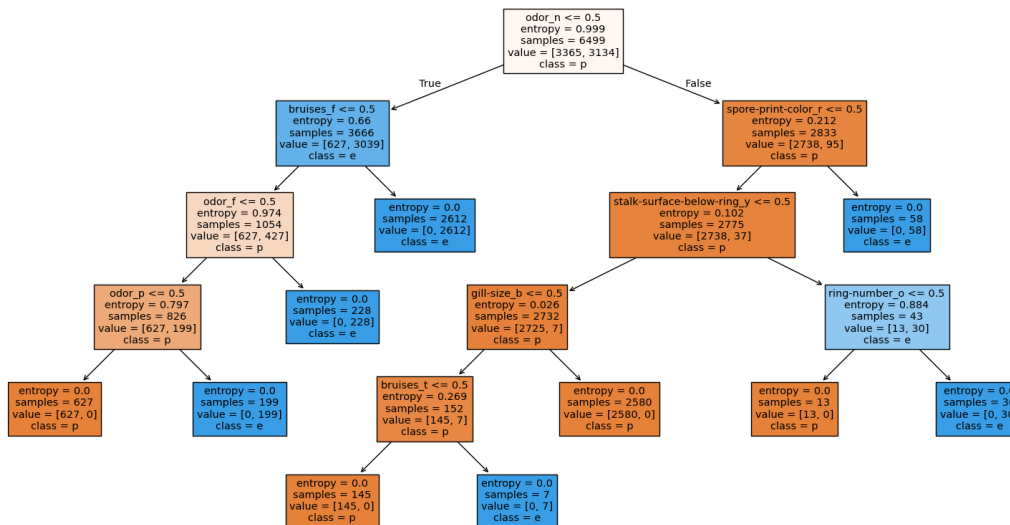 odor_n <= 0.5
entropy = 0.999
samples = 6499
value = [3365, 3134]
class = p
True
False
bruises_f <= 0.5
entropy = 0.66
samples = 3666
value = [627, 3039]
class = e
spore-print-color_r <= 0.5
entropy = 0.212
samples = 2833
value = [2738, 95]
class = p
odor_f <= 0.5
entropy = 0.974
samples = 1054
value = [627, 427]
class = p
entropy = 0.0
samples = 2612
value = [0, 2612]
class = e
stalk-surface-below-ring_y <= 0.5
entropy = 0.102
samples = 2775
value = [2738, 37]
class = p
entropy = 0.0
samples = 58
value = [0, 58]
class = e
odor_p <= 0.5
entropy = 0.797
samples = 826
value = [627, 199]
class = p
entropy = 0.0
samples = 228
value = [0, 228]
class = e
gill-size_b <= 0.5
entropy = 0.026
samples = 2732
value = [2725, 7]
class = p
ring-number_o <= 0.5
entropy = 0.884
samples = 43
value = [13, 30]
class = e
entropy = 0.0
samples = 627
value = [627, 0]
class = p
entropy = 0.0
samples = 199
value = [0, 199]
class = e
bruises_t <= 0.5
entropy = 0.269
samples = 152
value = [145, 7]
class = p
entropy = 0.0
samples = 2580
value = [2580, 0]
class = p
entropy = 0.0
samples = 13
value = [13, 0]
class = p
entropy = 0.0
samples =
value = [0,
class = e
entropy = 0.0
samples = 145
value = [145, 0]
class = p
entropy = 0.0
samples = 7
value = [0, 7]
class = e